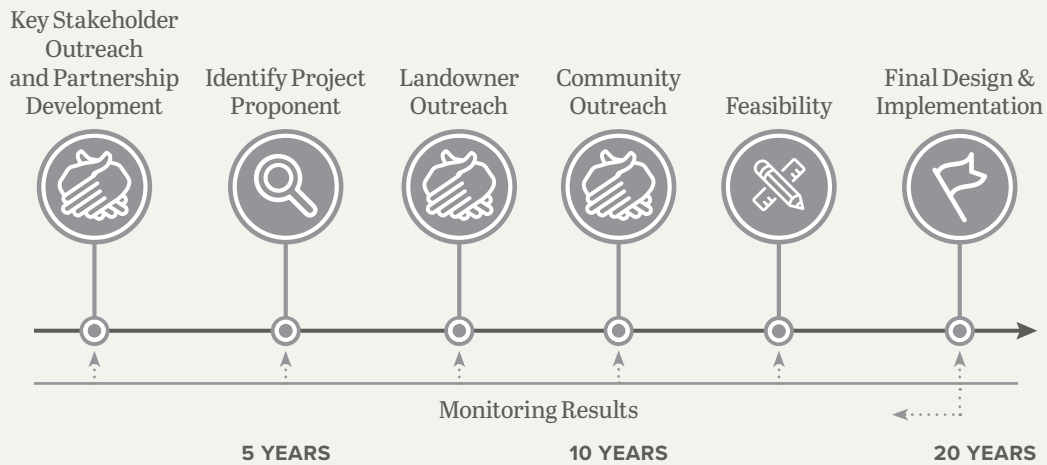 Key Stakeholder
Outreach
and Partnership
Development
Identify Project
Proponent
Landowner
Outreach
Community
Outreach
Feasibility
Final Design &
Implementation
Monitoring Results
5 YEARS
10 YEARS
20 YEARS